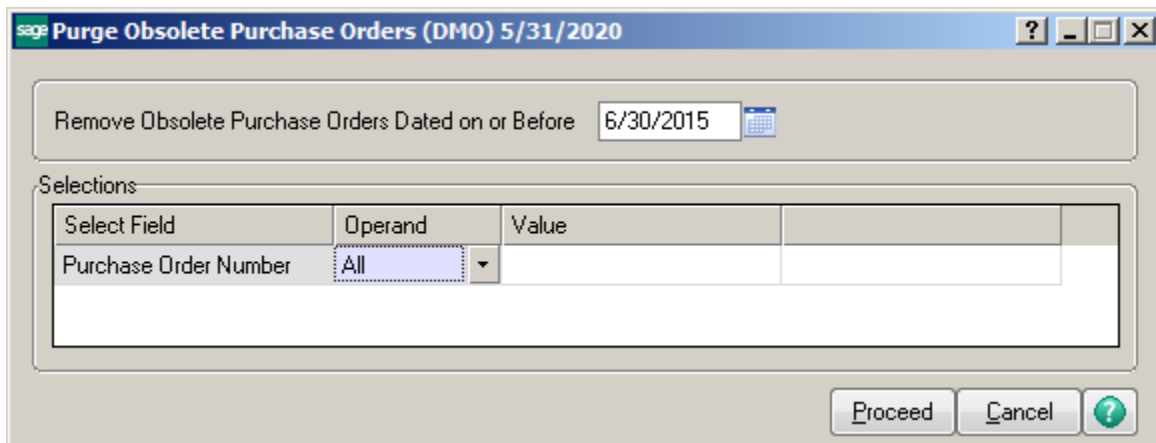 sage Purge Obsolete Purchase Orders (DMO) 5/31/2020 ?
Remove Obsolete Purchase Orders Dated on or Before 6/30/2015
Selections
Select Field Operand Value
Purchase Order Number All
Proceed Cancel ?